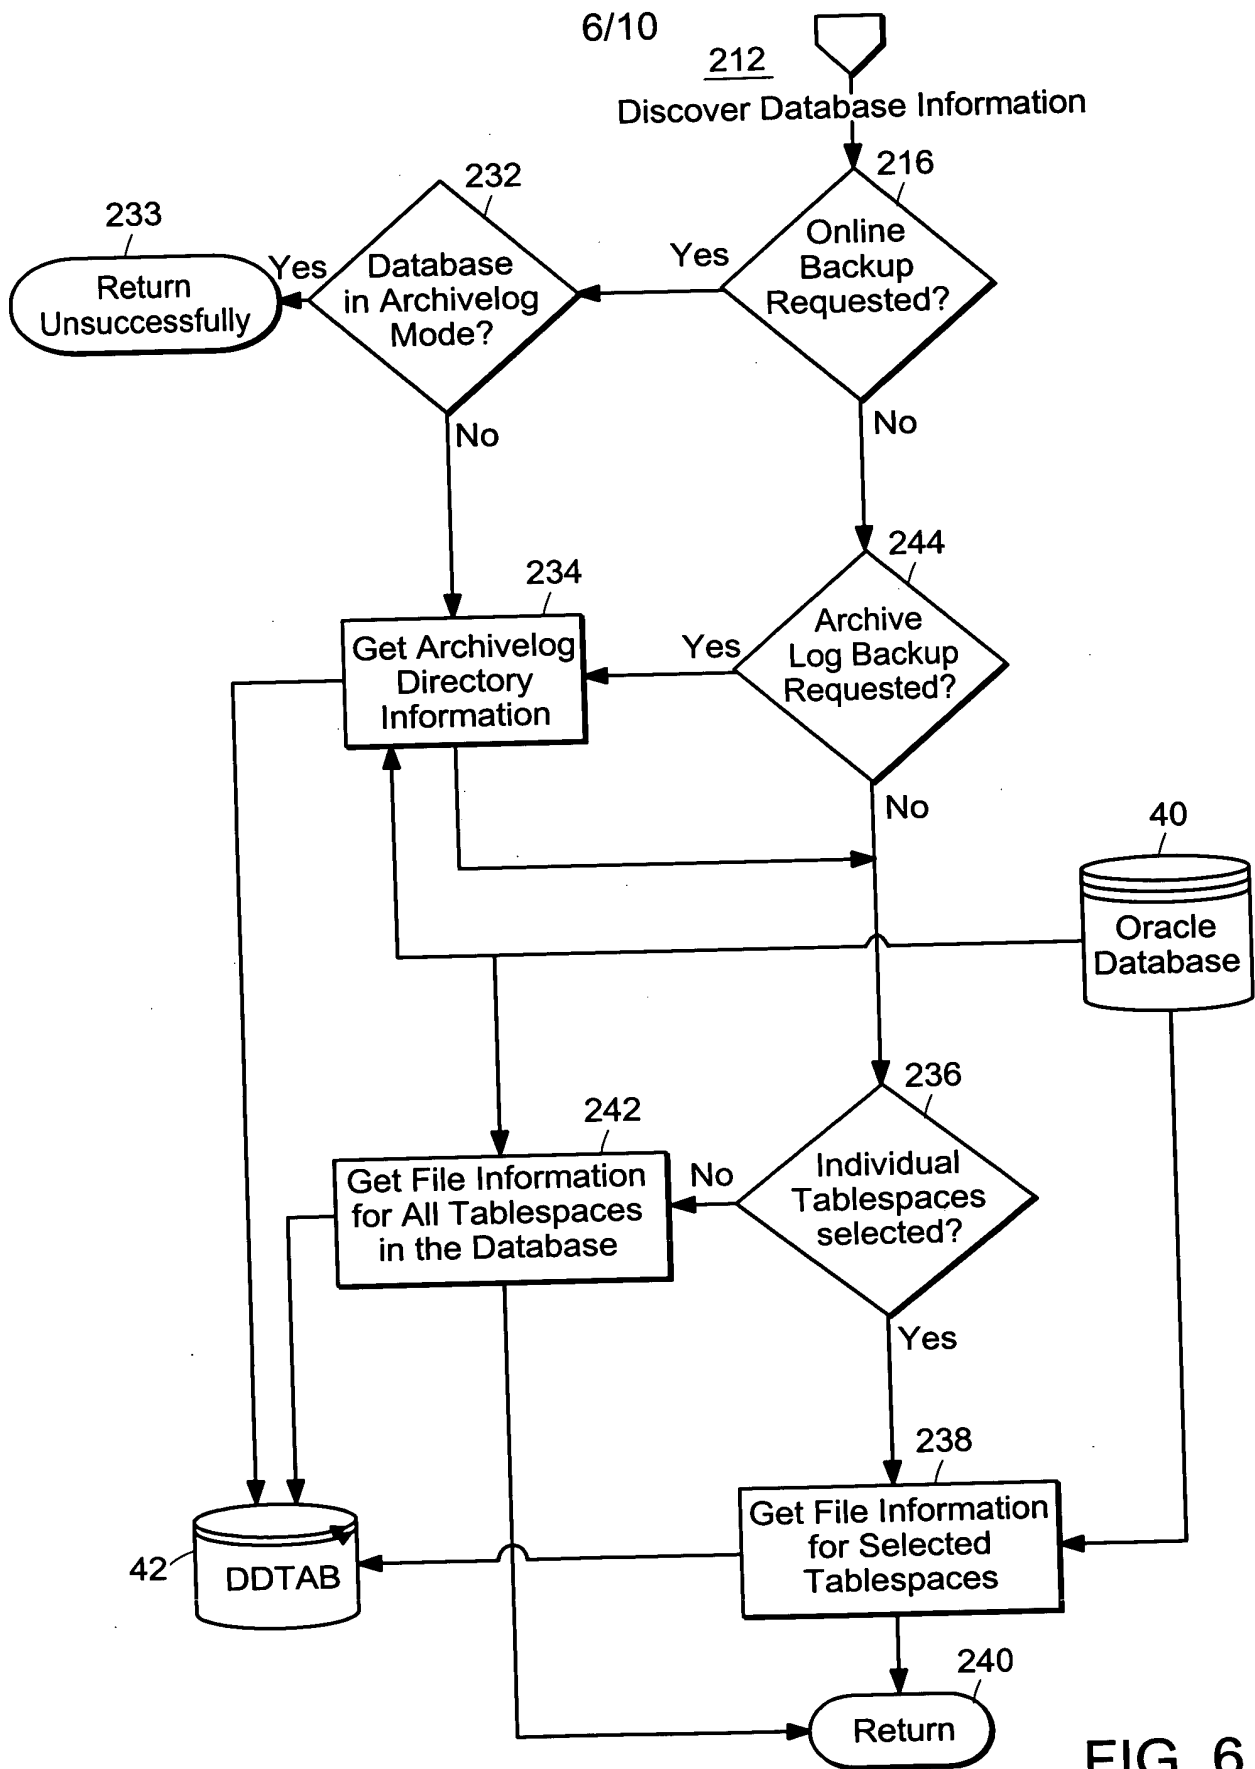 6/10
212
Discover Database Information
216
Online
Backup
Requested?
Yes
No
232
Database
in Archivelog
Mode?
Yes
No
233
Return
Unsuccessfully
244
Archive
Log Backup
Requested?
Yes
No
234
Get Archivelog
Directory
Information
40
Oracle
Database
236
Individual
Tablespaces
selected?
No
Yes
242
Get File Information
for All Tablespaces
in the Database
238
Get File Information
for Selected
Tablespaces
42
DDTAB
240
Return
FIG. 6